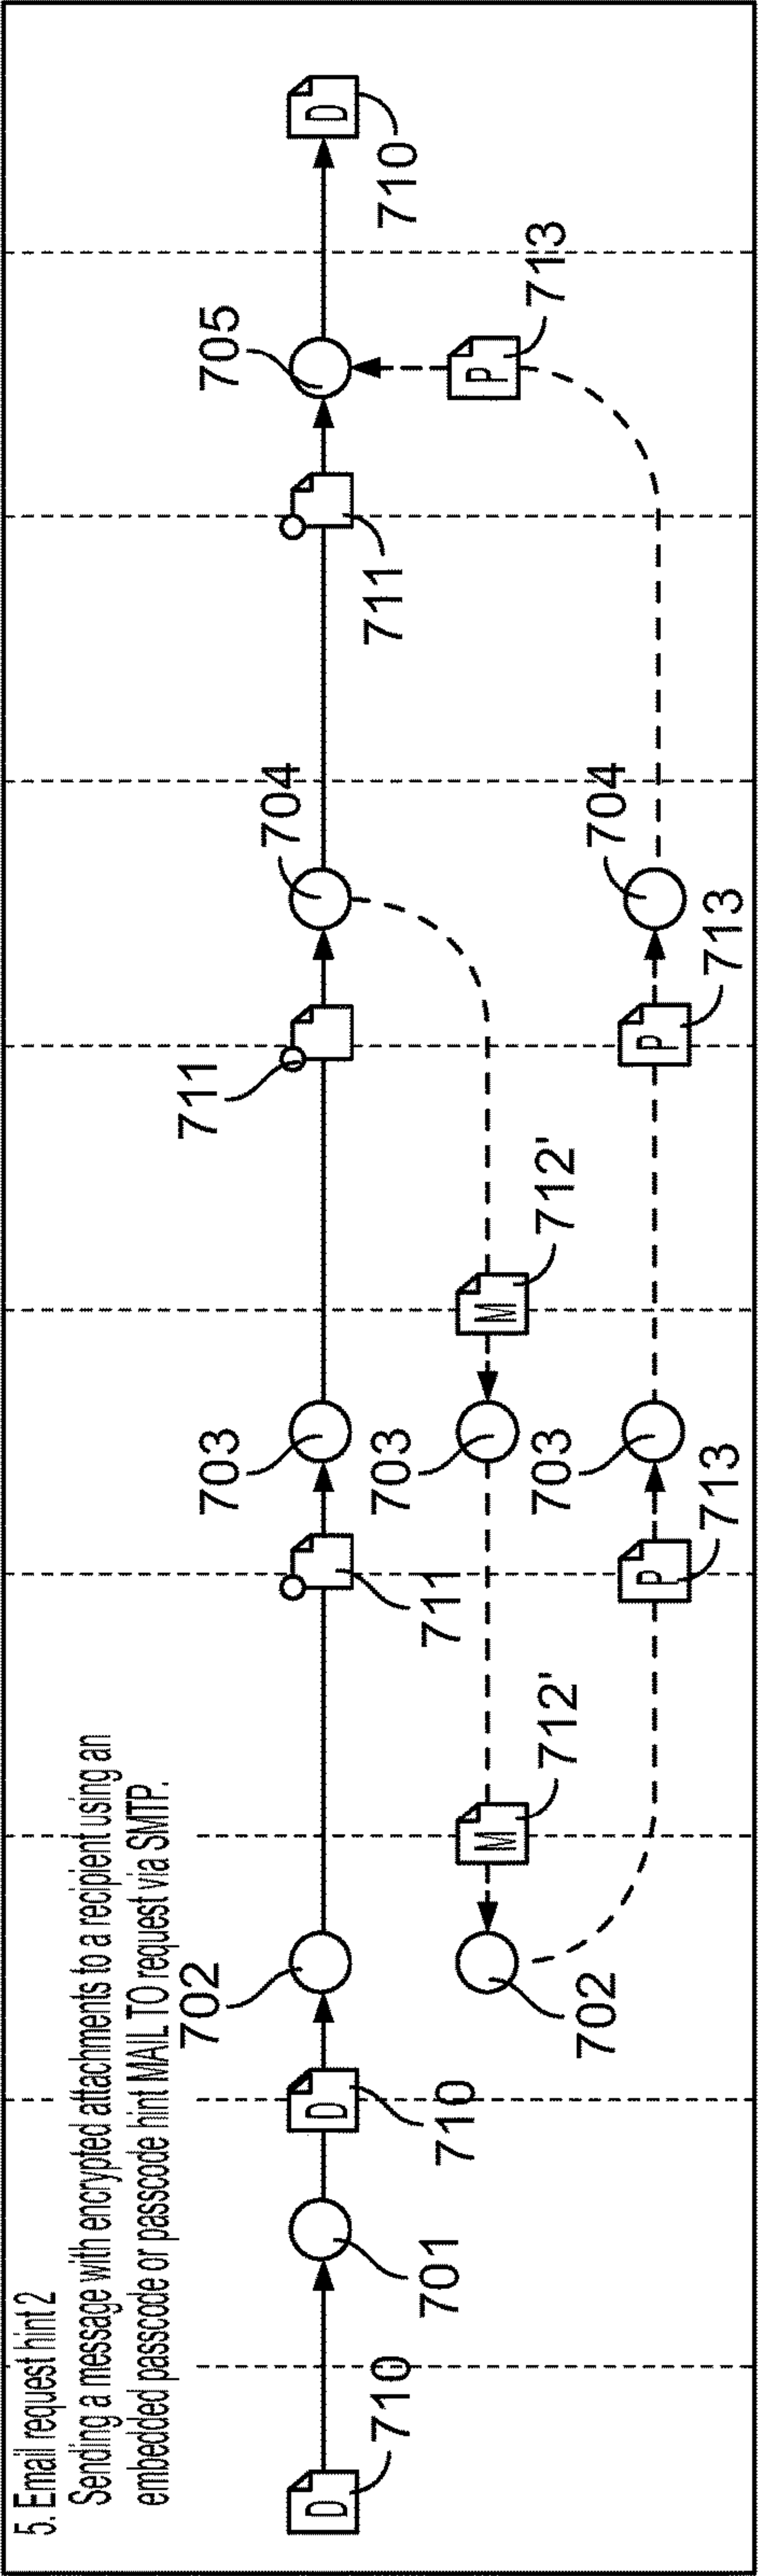 5. Email request hint 2
Sending a message with encrypted attachments to a recipient using an
embedded passcode or passcode hint MAIL TO request via SMTP.
D
710
701
D
710
702
711
703
711
704
711
705
D
710
702
M
712'
703
M
712'
P
713
703
P
713
704
P
713